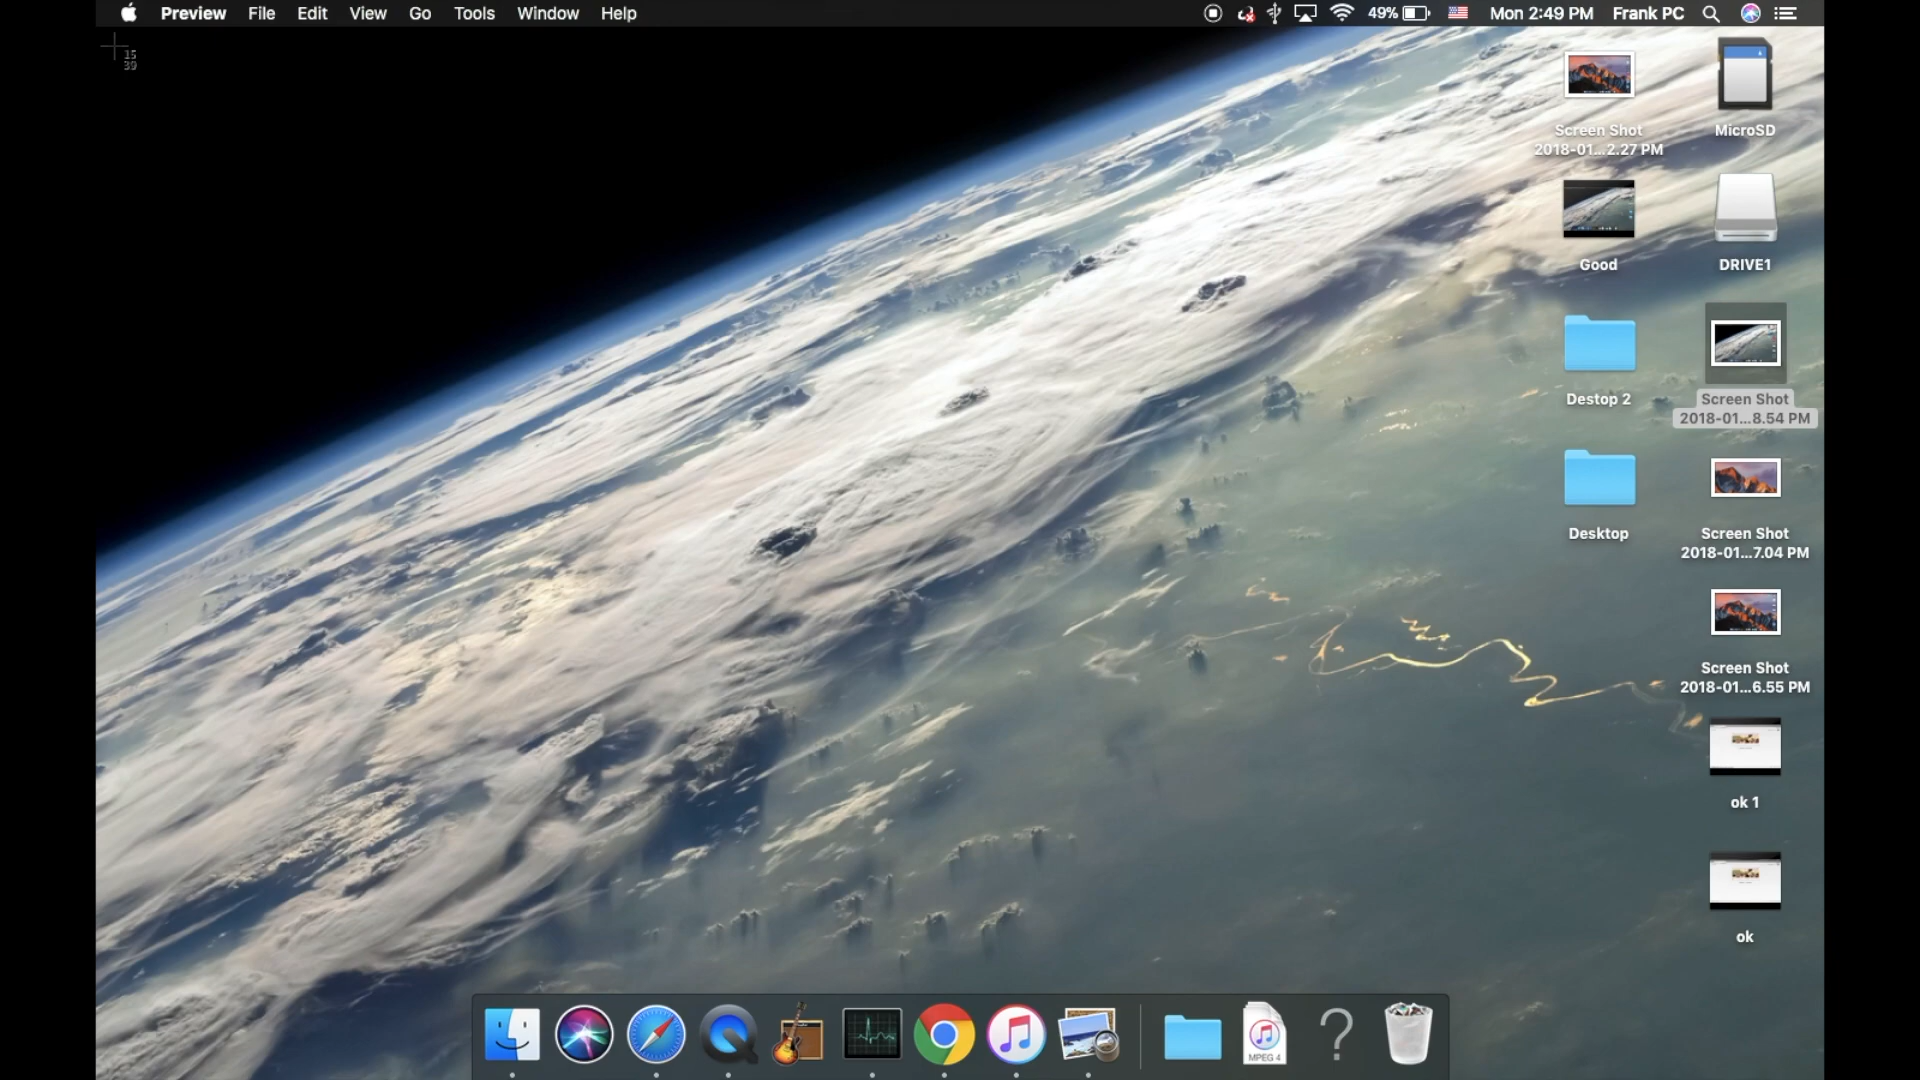 Preview File Edit View Go Tools Window Help
49% Mon 2:49 PM Frank PC
15
39
Screen Shot
2018-01...2.27 PM
MicroSD
Good
DRIVE1
Destop 2
Screen Shot
2018-01...8.54 PM
Desktop
Screen Shot
2018-01...7.04 PM
Screen Shot
2018-01...6.55 PM
ok 1
ok
MPEG 4
?